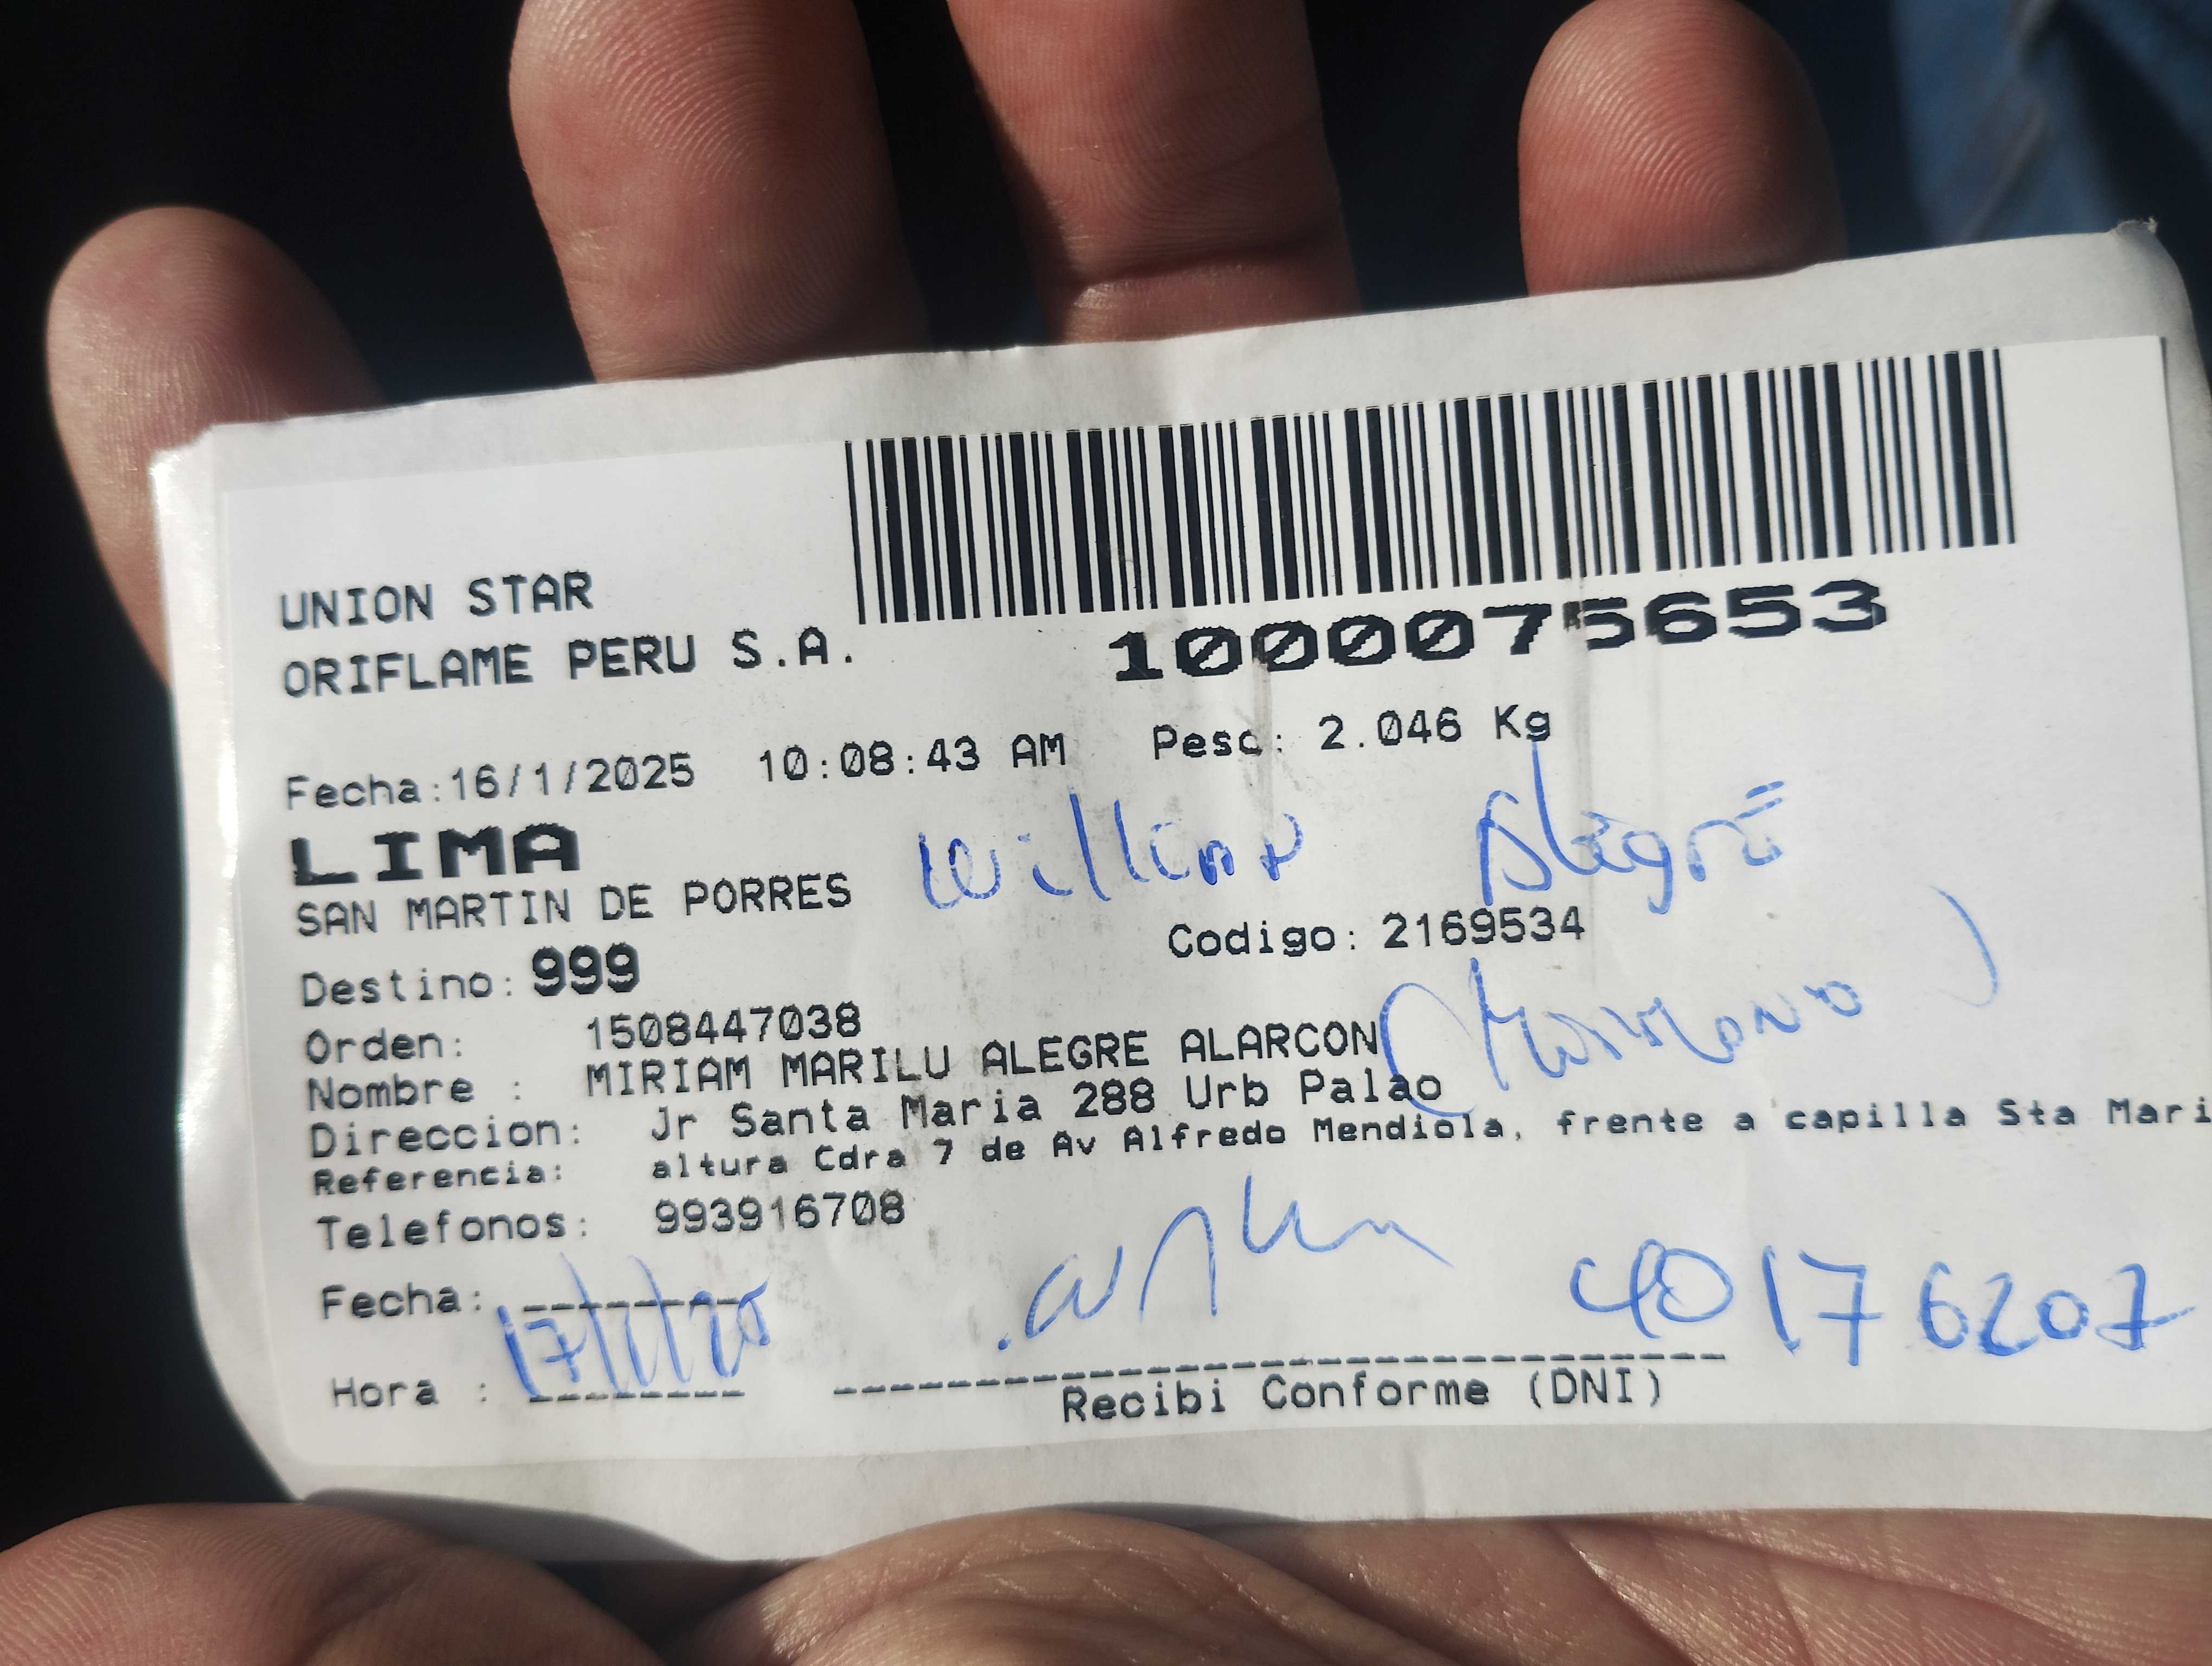 UNION STAR
ORIFLAME PERU S.A.
1000075653
Fecha:16/1/2025 10:08:43 AM Peso: 2.046 Kg
LIMA
SAN MARTIN DE PORRES
Alegre
Destino: 999
Codigo: 2169534
Orden: 1508447038
Nombre : MIRIAM MARILU ALEGRE ALARCON
(Hermano)
Direccion: Jr Santa Maria 288 Urb Palao
Referencia: altura Cdra 7 de Av Alfredo Mendiola, frente a capilla Sta Mari
Telefonos: 993916708
Fecha:
40176207
Hora :
Recibi Conforme (DNI)